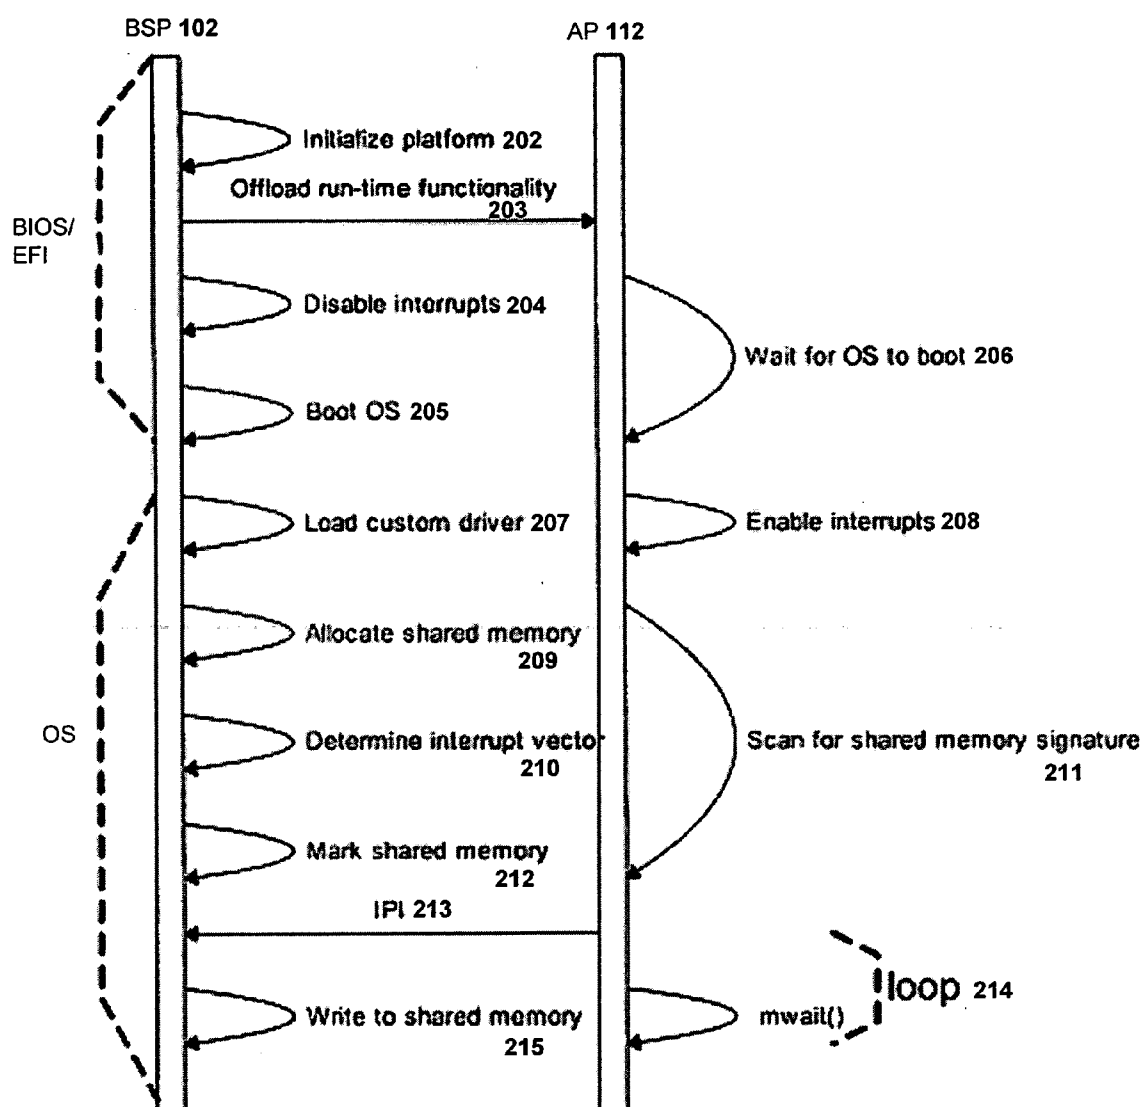 BSP 102
AP 112
Initialize platform 202
Offload run-time functionality
203
BIOS/
EFI
Disable interrupts 204
Wait for OS to boot 206
Boot OS 205
Load custom driver 207
Enable interrupts 208
Allocate shared memory
209
OS
Determine interrupt vector
210
Scan for shared memory signature
211
Mark shared memory
212
IPI 213
loop 214
Write to shared memory
215
mwait()